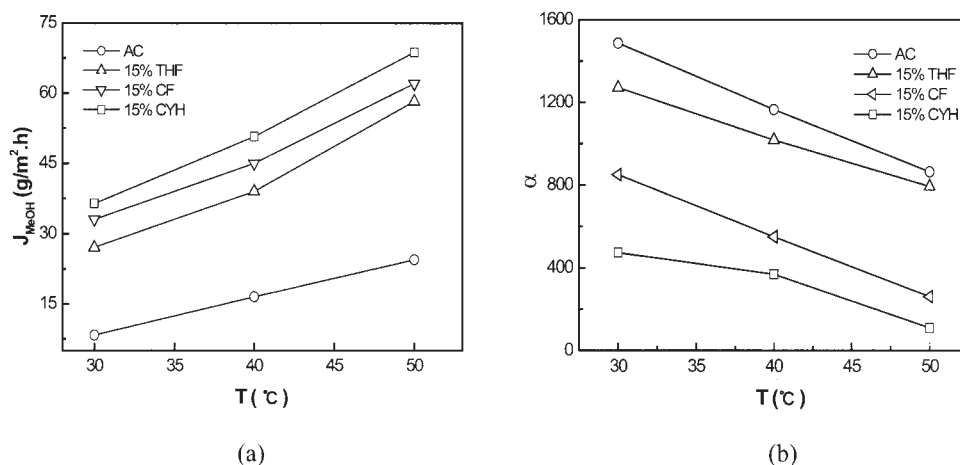 75
60
45
30
15
J_MeOH (g/m².h)
AC
15% THF
15% CF
15% CYH
30 35 40 45 50
T (℃)
(a)
1600
1200
800
400
0
α
AC
15% THF
15% CF
15% CYH
30 35 40 45 50
T (℃)
(b)